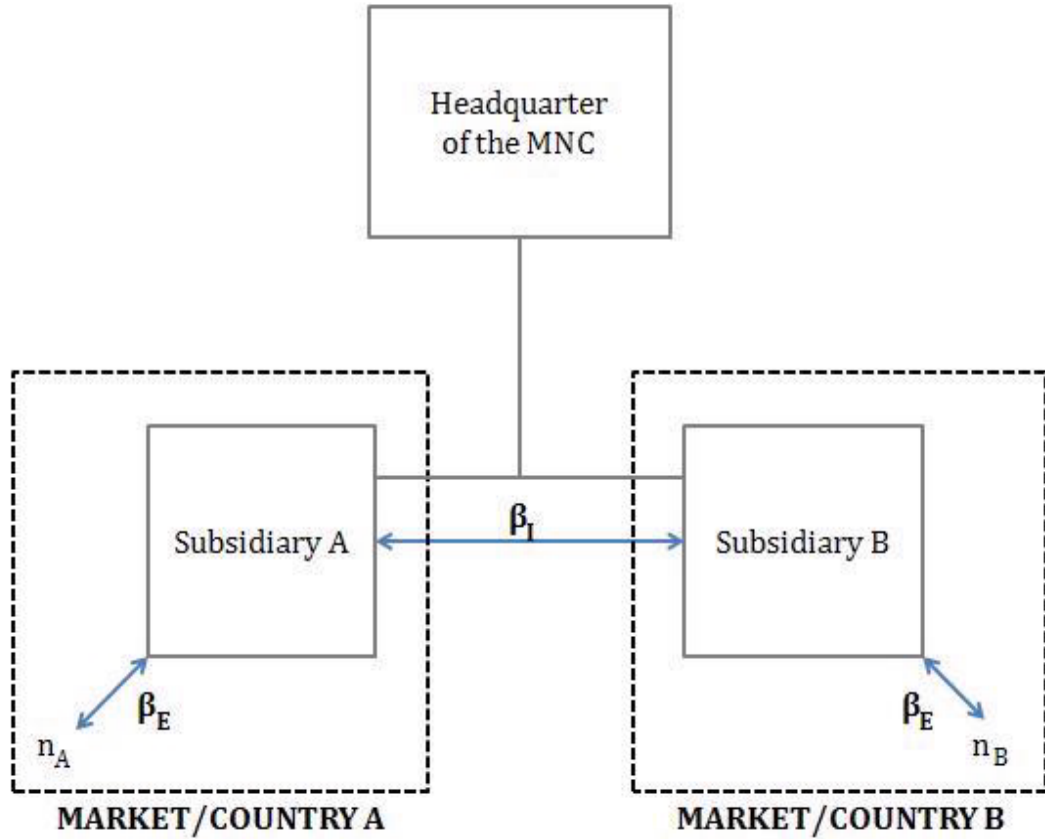 Headquarter
of the MNC
β_I
Subsidiary A
Subsidiary B
β_E
β_E
n_A
n_B
MARKET/COUNTRY A
MARKET/COUNTRY B